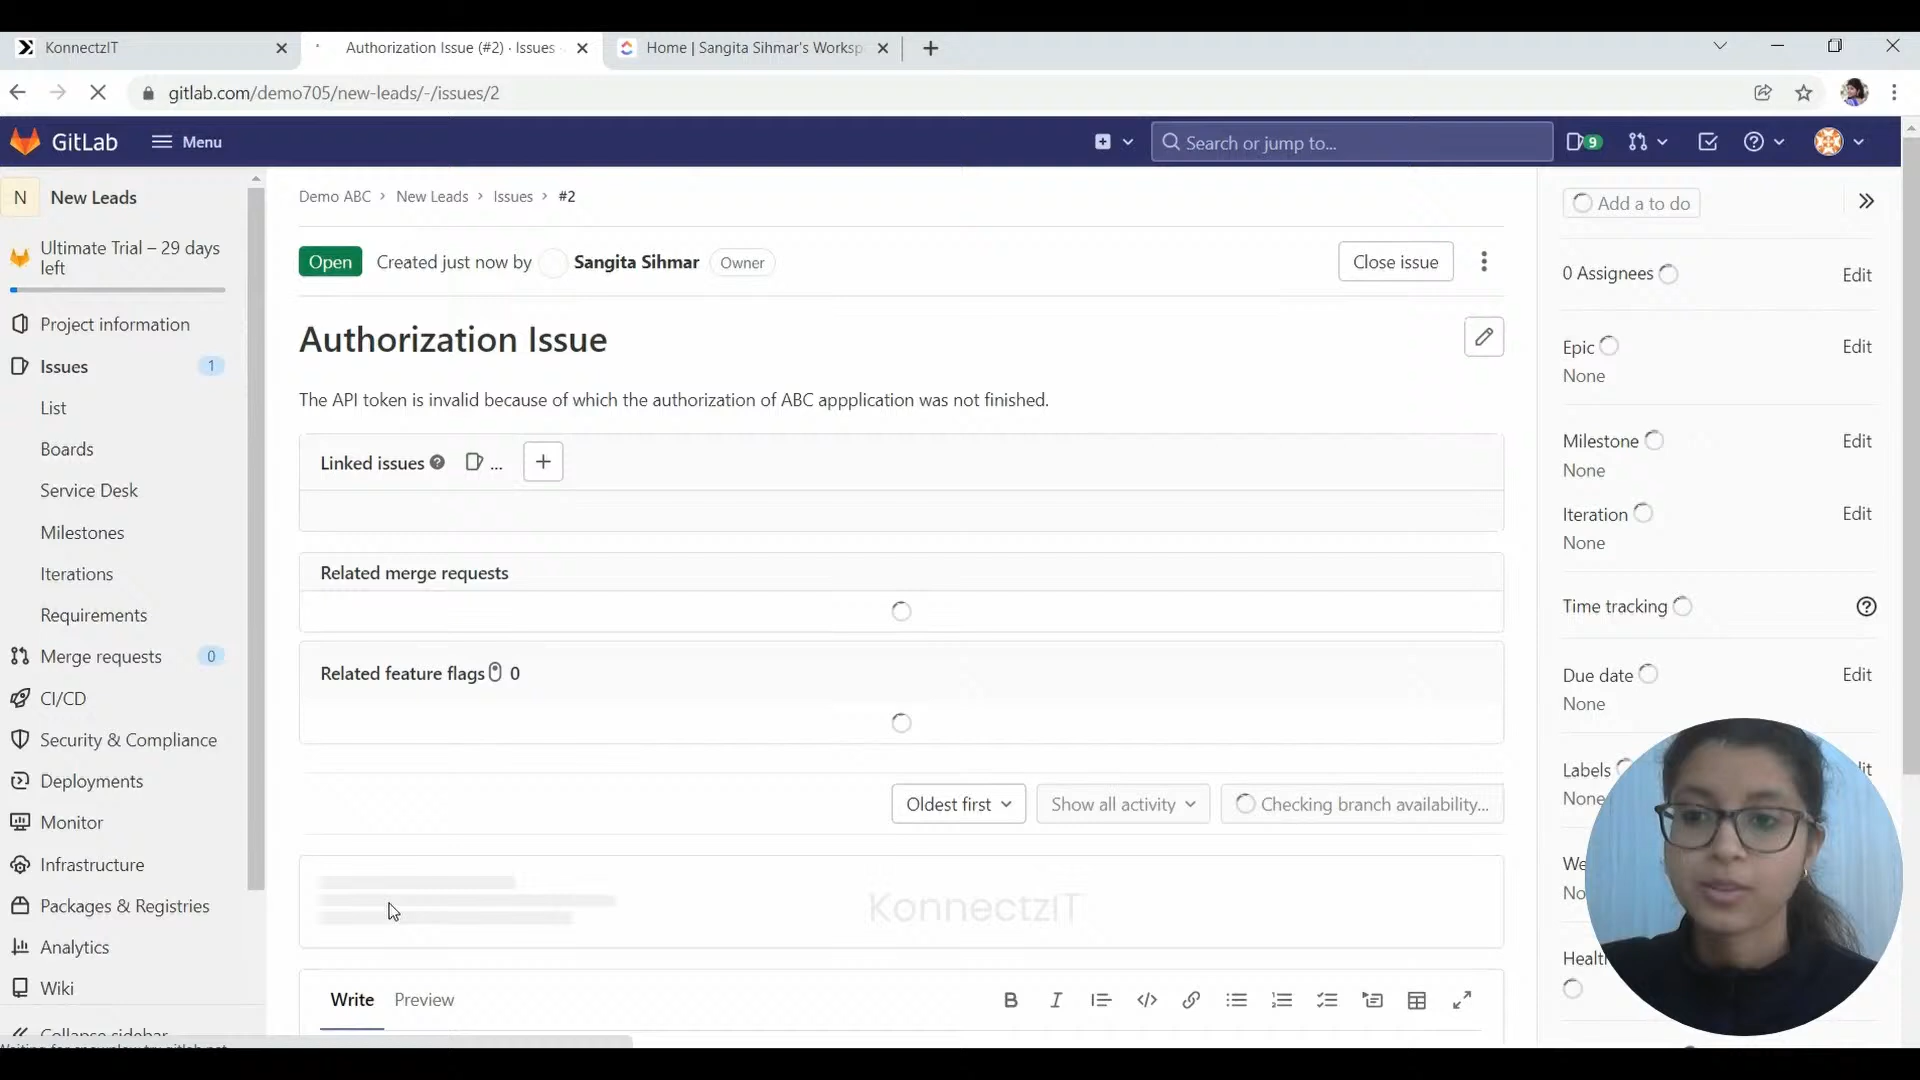 KonnectzIT
Authorization Issue (#2) · Issues
Home | Sangita Sihmar's Worksp
gitlab.com/demo705/new-leads/-/issues/2
GitLab
Menu
Search or jump to...
9
N New Leads
Ultimate Trial – 29 days
left
Project information
Issues 1
List
Boards
Service Desk
Milestones
Iterations
Requirements
Merge requests 0
CI/CD
Security & Compliance
Deployments
Monitor
Infrastructure
Packages & Registries
Analytics
Wiki
Collapse sidebar
Demo ABC › New Leads › Issues › #2
Open Created just now by Sangita Sihmar Owner
Close issue
Authorization Issue
The API token is invalid because of which the authorization of ABC appplication was not finished.
Linked issues ...
Related merge requests
Related feature flags 0
Oldest first
Show all activity
Checking branch availability...
KonnectzIT
Write Preview
Add a to do
0 Assignees Edit
Epic Edit
None
Milestone Edit
None
Iteration Edit
None
Time tracking
Due date Edit
None
Labels
None